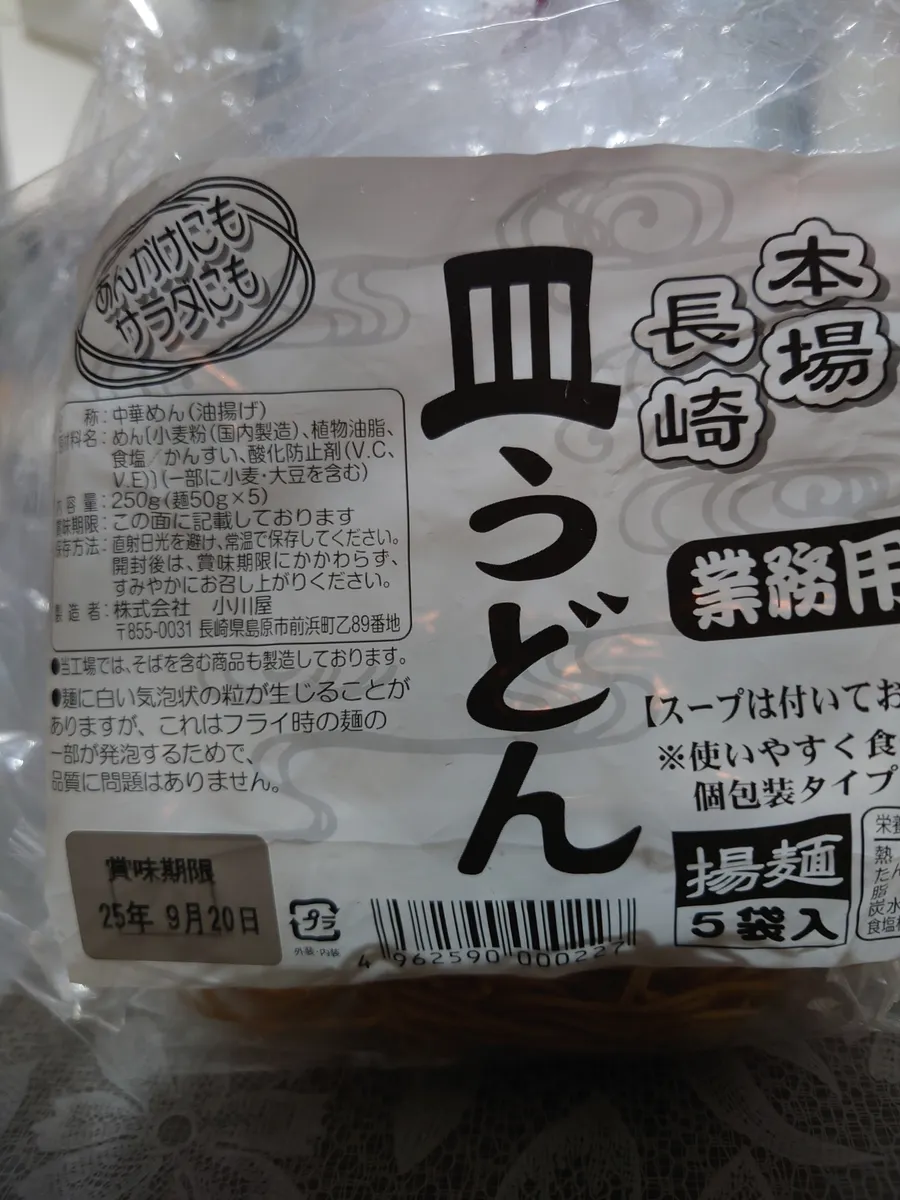 めんかけにも
サラダにも
本場
長崎
皿うどん
業務用
称：中華めん（油揚げ）
材料名：めん〔小麦粉（国内製造）、植物油脂、
食塩／かんすい、酸化防止剤（V.C、
V.E）〕（一部に小麦・大豆を含む）
容量：250g（麺50g×5）
賞味期限：この面に記載しております
保存方法：直射日光を避け、常温で保存してください。
開封後は、賞味期限にかかわらず、
すみやかにお召し上がりください。
製造者：株式会社 小川屋
〒855-0031 長崎県島原市前浜町乙89番地
●当工場では、そばを含む商品も製造しております。
●麺に白い気泡状の粒が生じることが
ありますが、これはフライ時の麺の
一部が発泡するためで、
品質に問題はありません。
【スープは付いてお
※使いやすく食
個包装タイプ
揚麺
5袋入
賞味期限
25年 9月20日
プラ
外装・内装
4 962590 000227
栄養
熱
たん
脂
炭水
食塩相